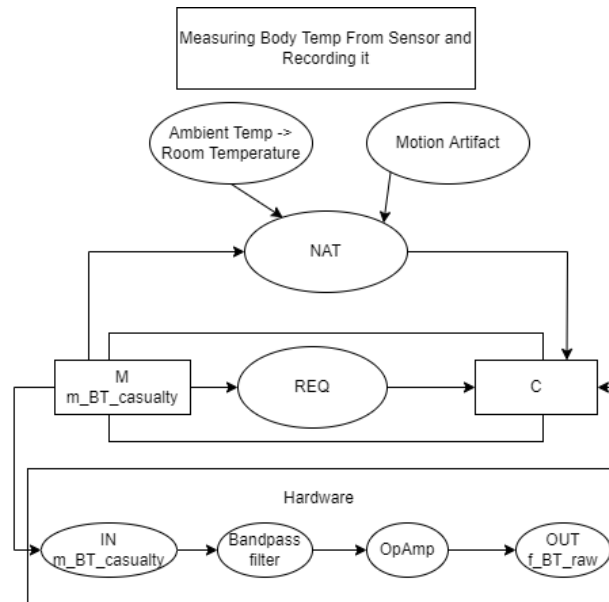 Measuring Body Temp From Sensor and
Recording it
Ambient Temp ->
Room Temperature
Motion Artifact
NAT
M
m_BT_casualty
REQ
C
Hardware
IN
m_BT_casualty
Bandpass
filter
OpAmp
OUT
f_BT_raw